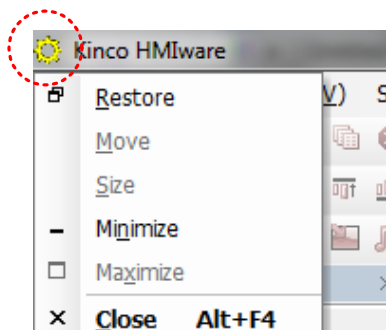 Kinco HMIware
Restore
V) S
Move
Size
Minimize
Maximize
Close Alt+F4